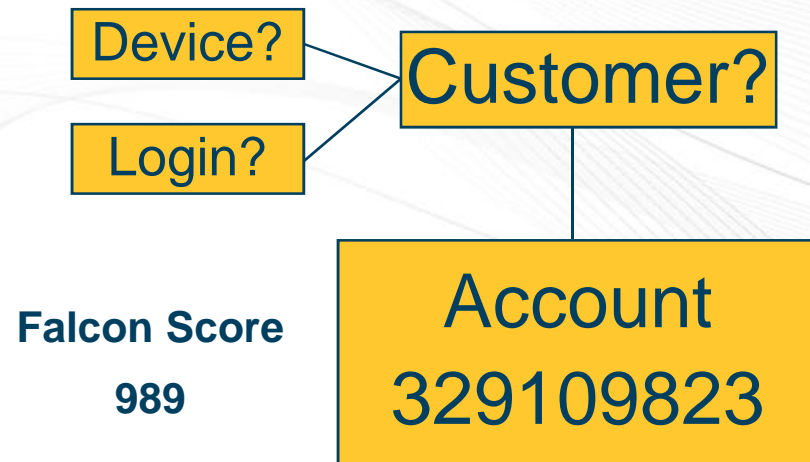 Device?
Customer?
Login?
Account
329109823
Falcon Score
989